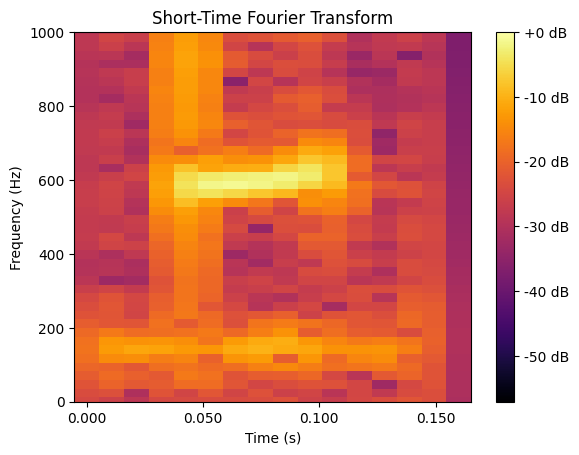 Short-Time Fourier Transform
1000
800
600
400
200
0
Frequency (Hz)
0.000
0.050
0.100
0.150
Time (s)
+0 dB
-10 dB
-20 dB
-30 dB
-40 dB
-50 dB